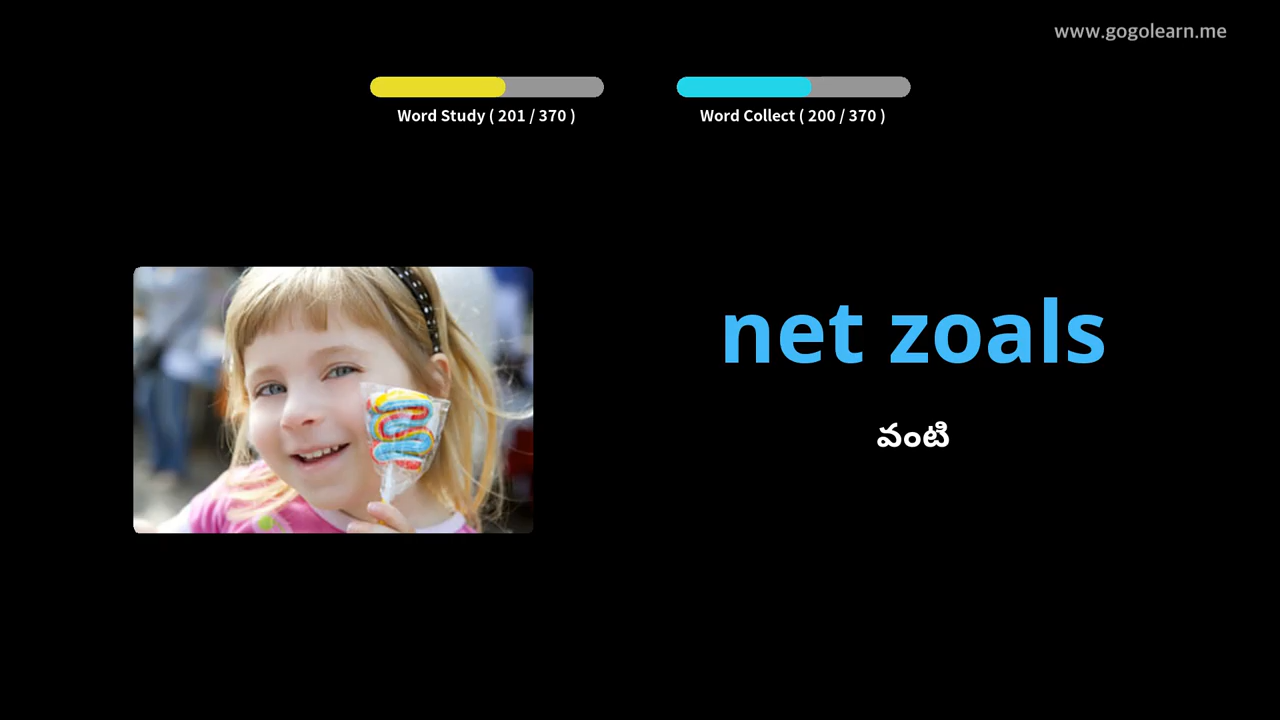 www.gogolearn.me
Word Study ( 201 / 370 )
Word Collect ( 200 / 370 )
net zoals
వంటి